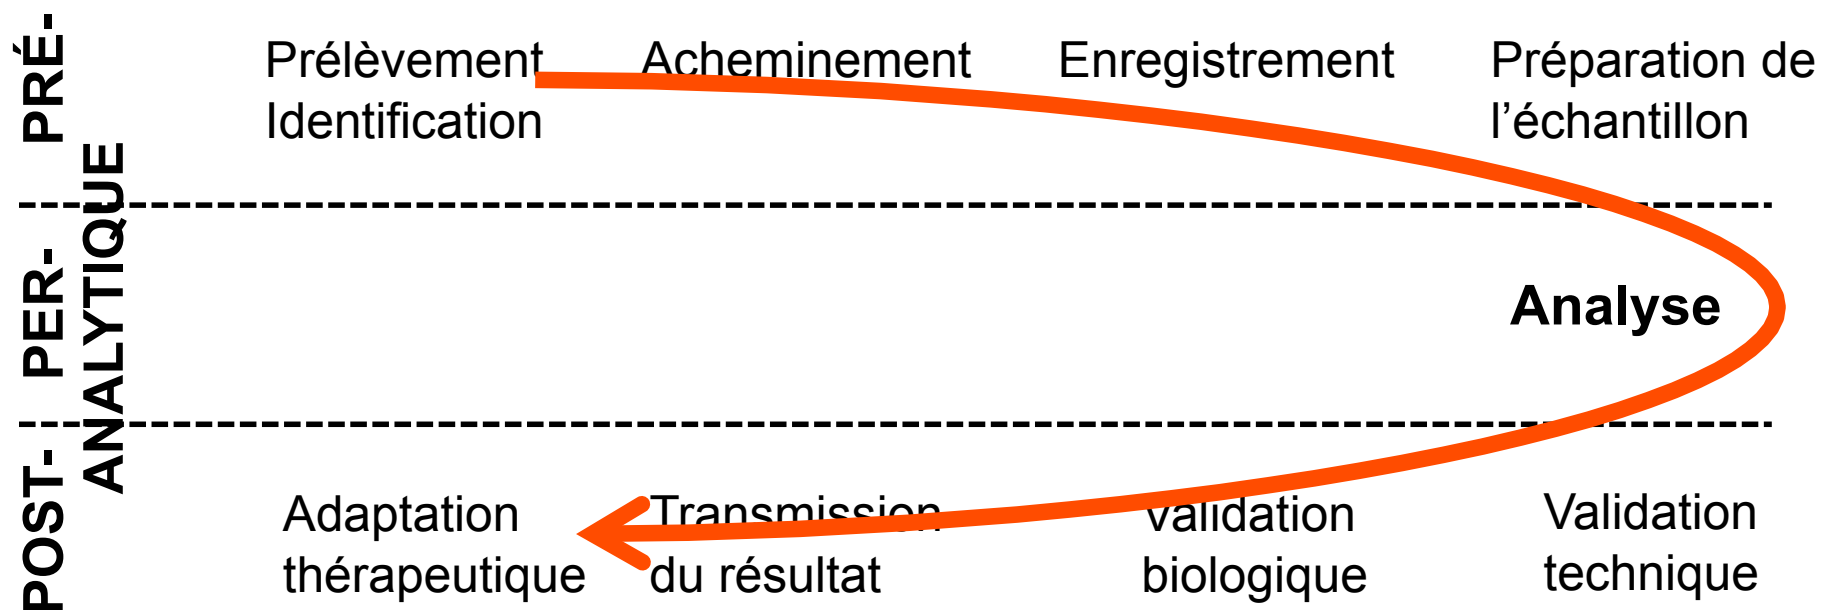 PRÉ-
Prélèvement
Identification
Acheminement
Enregistrement
Préparation de
l’échantillon
PER-
ANALYTIQUE
Analyse
POST-
Adaptation
thérapeutique
Transmission
du résultat
Validation
biologique
Validation
technique